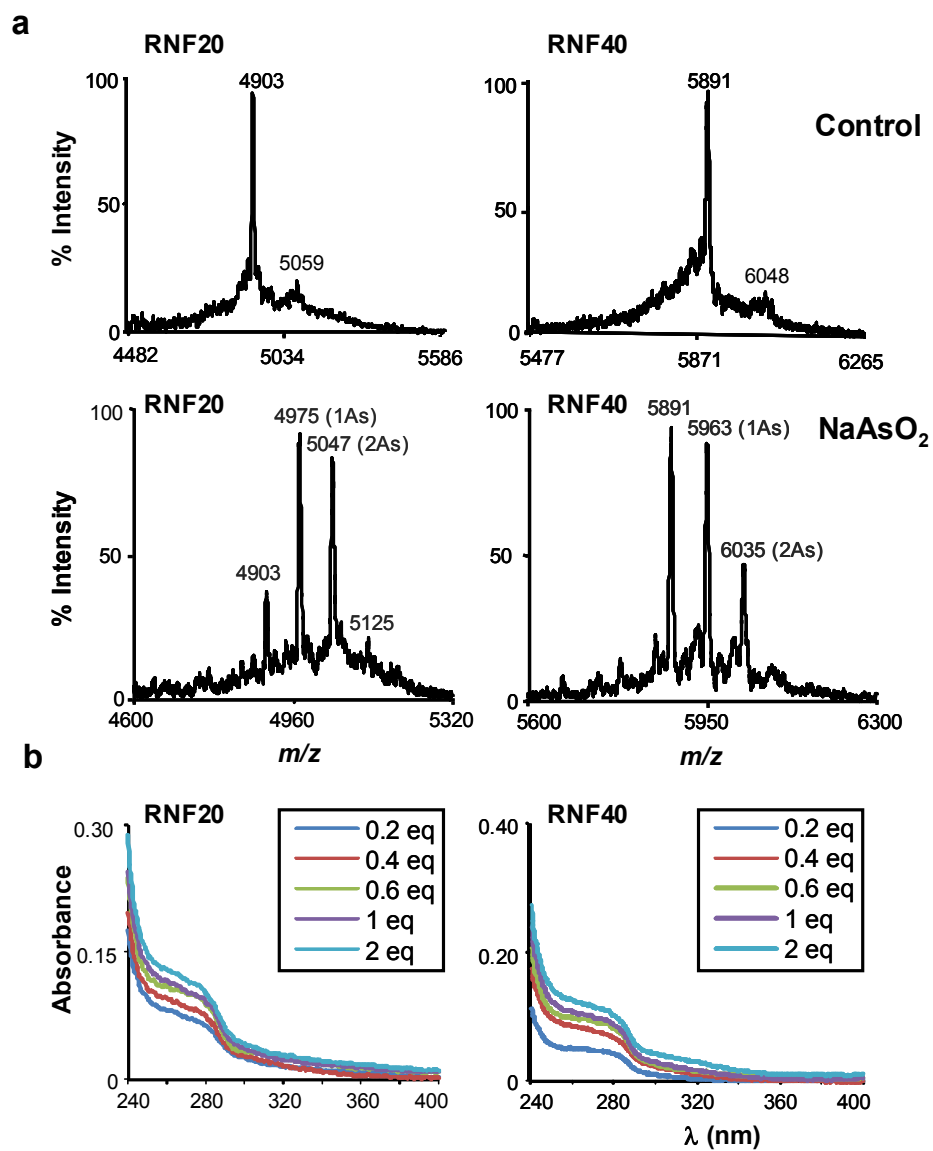 a
RNF20
RNF40
Control
100
4903
5059
50
0
% Intensity
4482
5034
5586
100
5891
6048
50
0
5477
5871
6265
RNF20
RNF40
NaAsO2
100
4975 (1As)
5047 (2As)
4903
5125
50
0
% Intensity
4600
4960
5320
m/z
100
5891
5963 (1As)
6035 (2As)
50
0
5600
5950
6300
m/z
b
RNF20
0.30
0.15
0
Absorbance
0.2 eq
0.4 eq
0.6 eq
1 eq
2 eq
240
280
320
360
400
RNF40
0.40
0.20
0
0.2 eq
0.4 eq
0.6 eq
1 eq
2 eq
240
280
320
360
400
λ (nm)